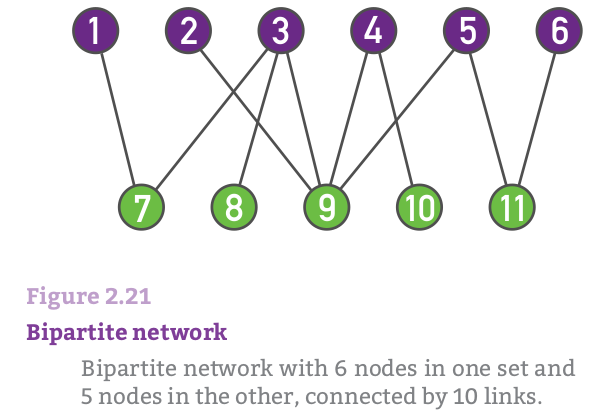 1 2 3 4 5 6
7 8 9 10 11
Figure 2.21
Bipartite network
Bipartite network with 6 nodes in one set and
5 nodes in the other, connected by 10 links.